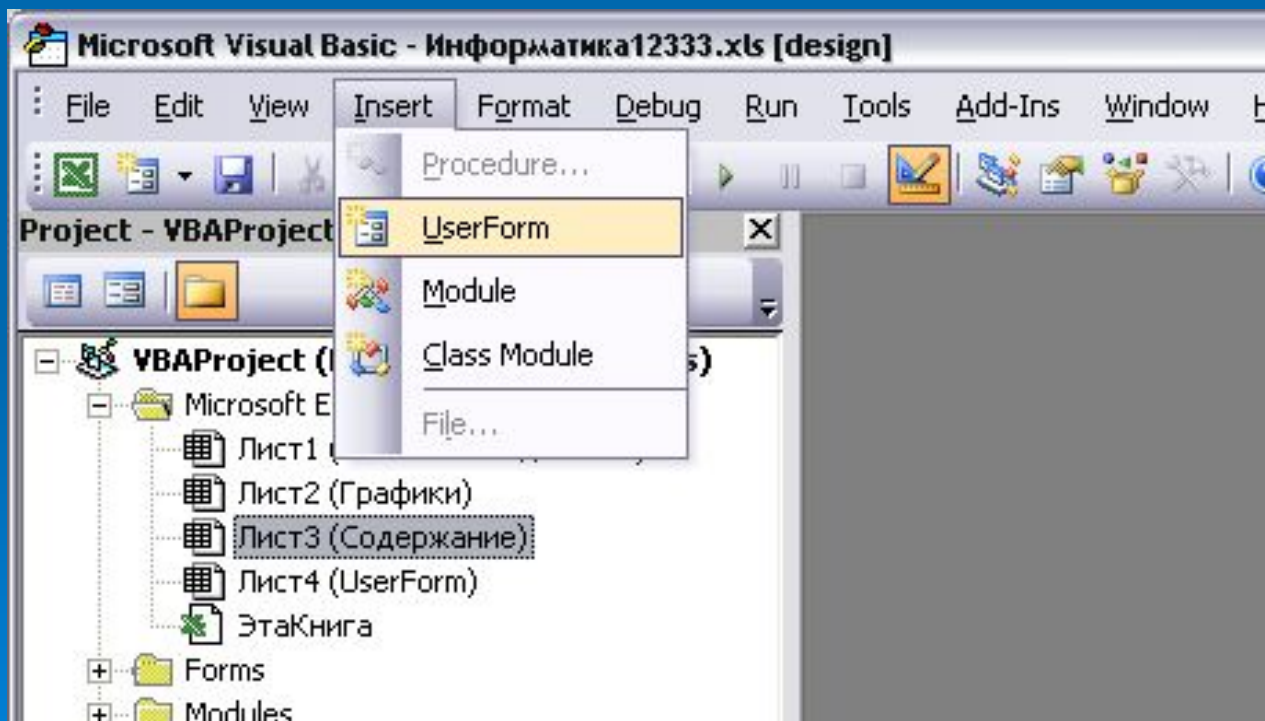 Microsoft Visual Basic - Информатика12333.xls [design]
File Edit View Insert Format Debug Run Tools Add-Ins Window
Procedure...
Project - VBAProject
UserForm
Module
VBAProject (
Class Module
Microsoft
File...
Лист1
Лист2 (Графики)
Лист3 (Содержание)
Лист4 (UserForm)
ЭтаКнига
Forms
Modules